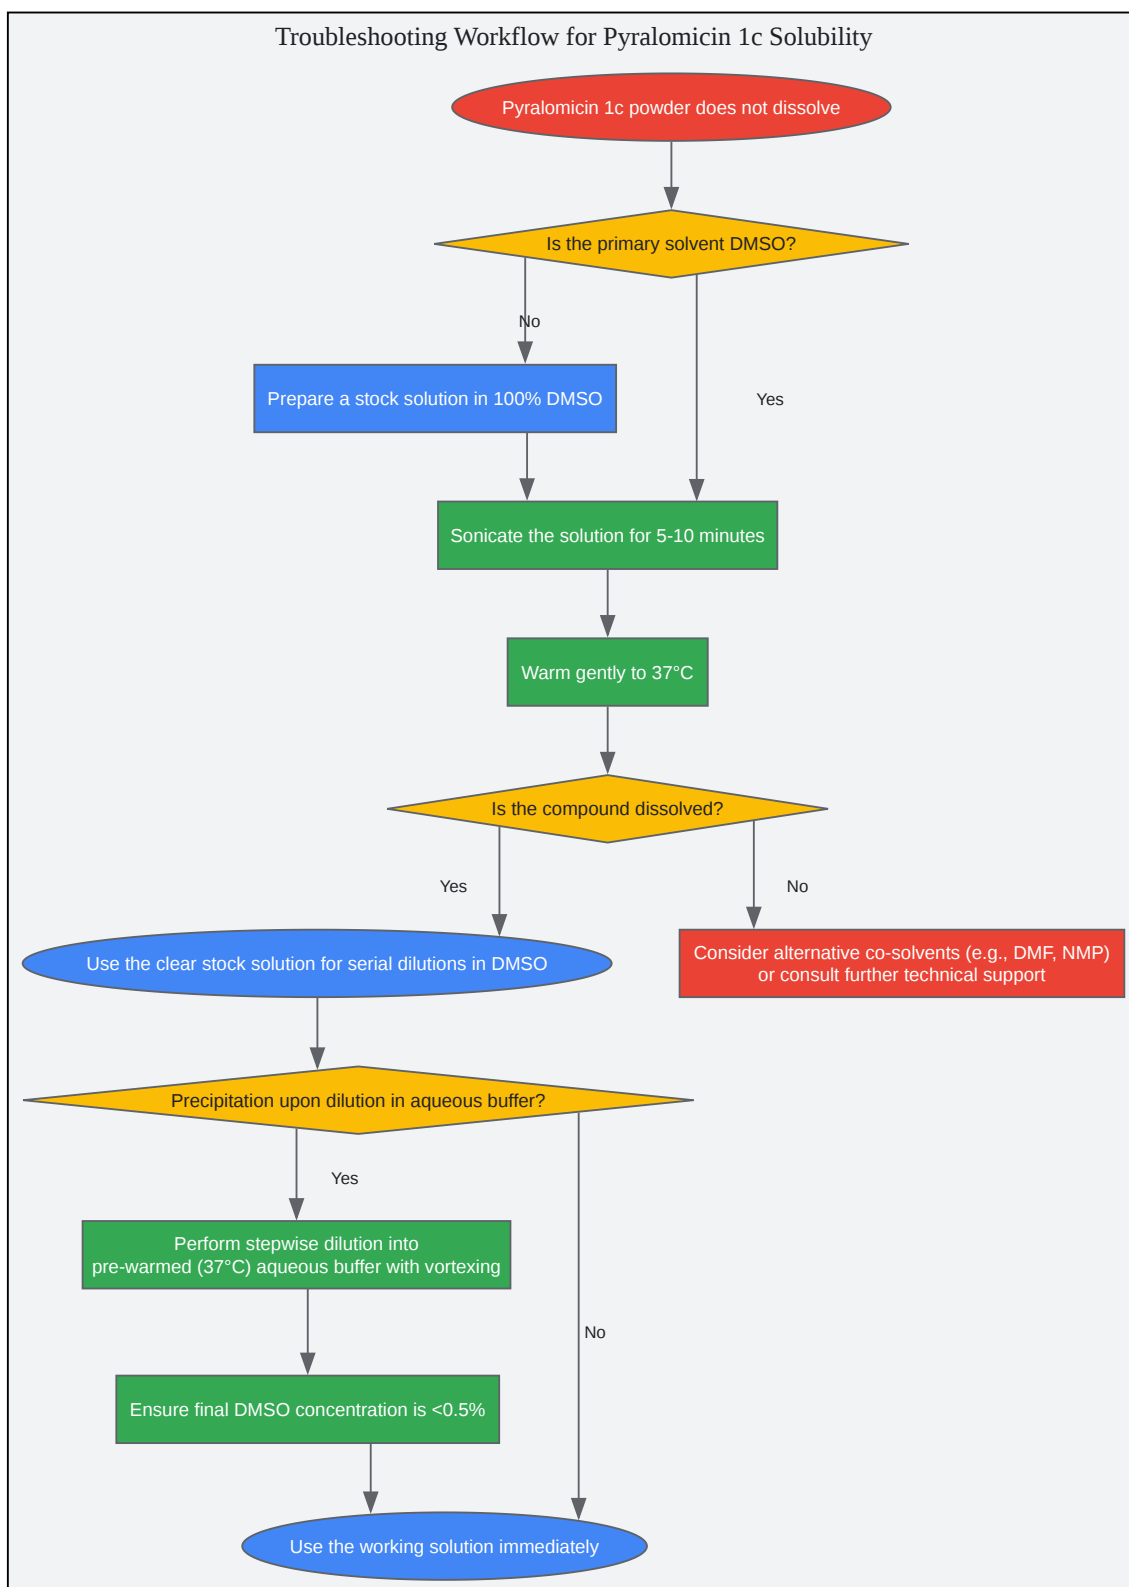 Troubleshooting Workflow for Pyralomicin 1c Solubility
Pyralomicin 1c powder does not dissolve
Is the primary solvent DMSO?
No
Prepare a stock solution in 100% DMSO
Yes
Sonicate the solution for 5-10 minutes
Warm gently to 37°C
Is the compound dissolved?
Yes
No
Use the clear stock solution for serial dilutions in DMSO
Consider alternative co-solvents (e.g., DMF, NMP)
or consult further technical support
Precipitation upon dilution in aqueous buffer?
Yes
Perform stepwise dilution into
pre-warmed (37°C) aqueous buffer with vortexing
No
Ensure final DMSO concentration is <0.5%
Use the working solution immediately